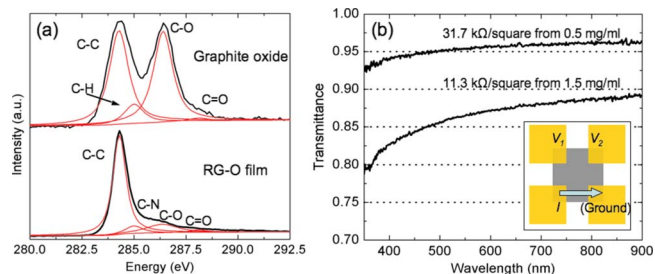 (a)
C-C
C-O
Graphite oxide
C-H
C=O
C-C
RG-O film
C-N
C-O
C=O
Intensity (a.u.)
280.0 282.5 285.0 287.5 290.0 292.5
Energy (eV)
(b)
31.7 kΩ/square from 0.5 mg/ml
11.3 kΩ/square from 1.5 mg/ml
V1 V2
I (Ground)
Transmittance
1.00
0.95
0.90
0.85
0.80
0.75
0.70
400 500 600 700 800 900
Wavelength (nm)